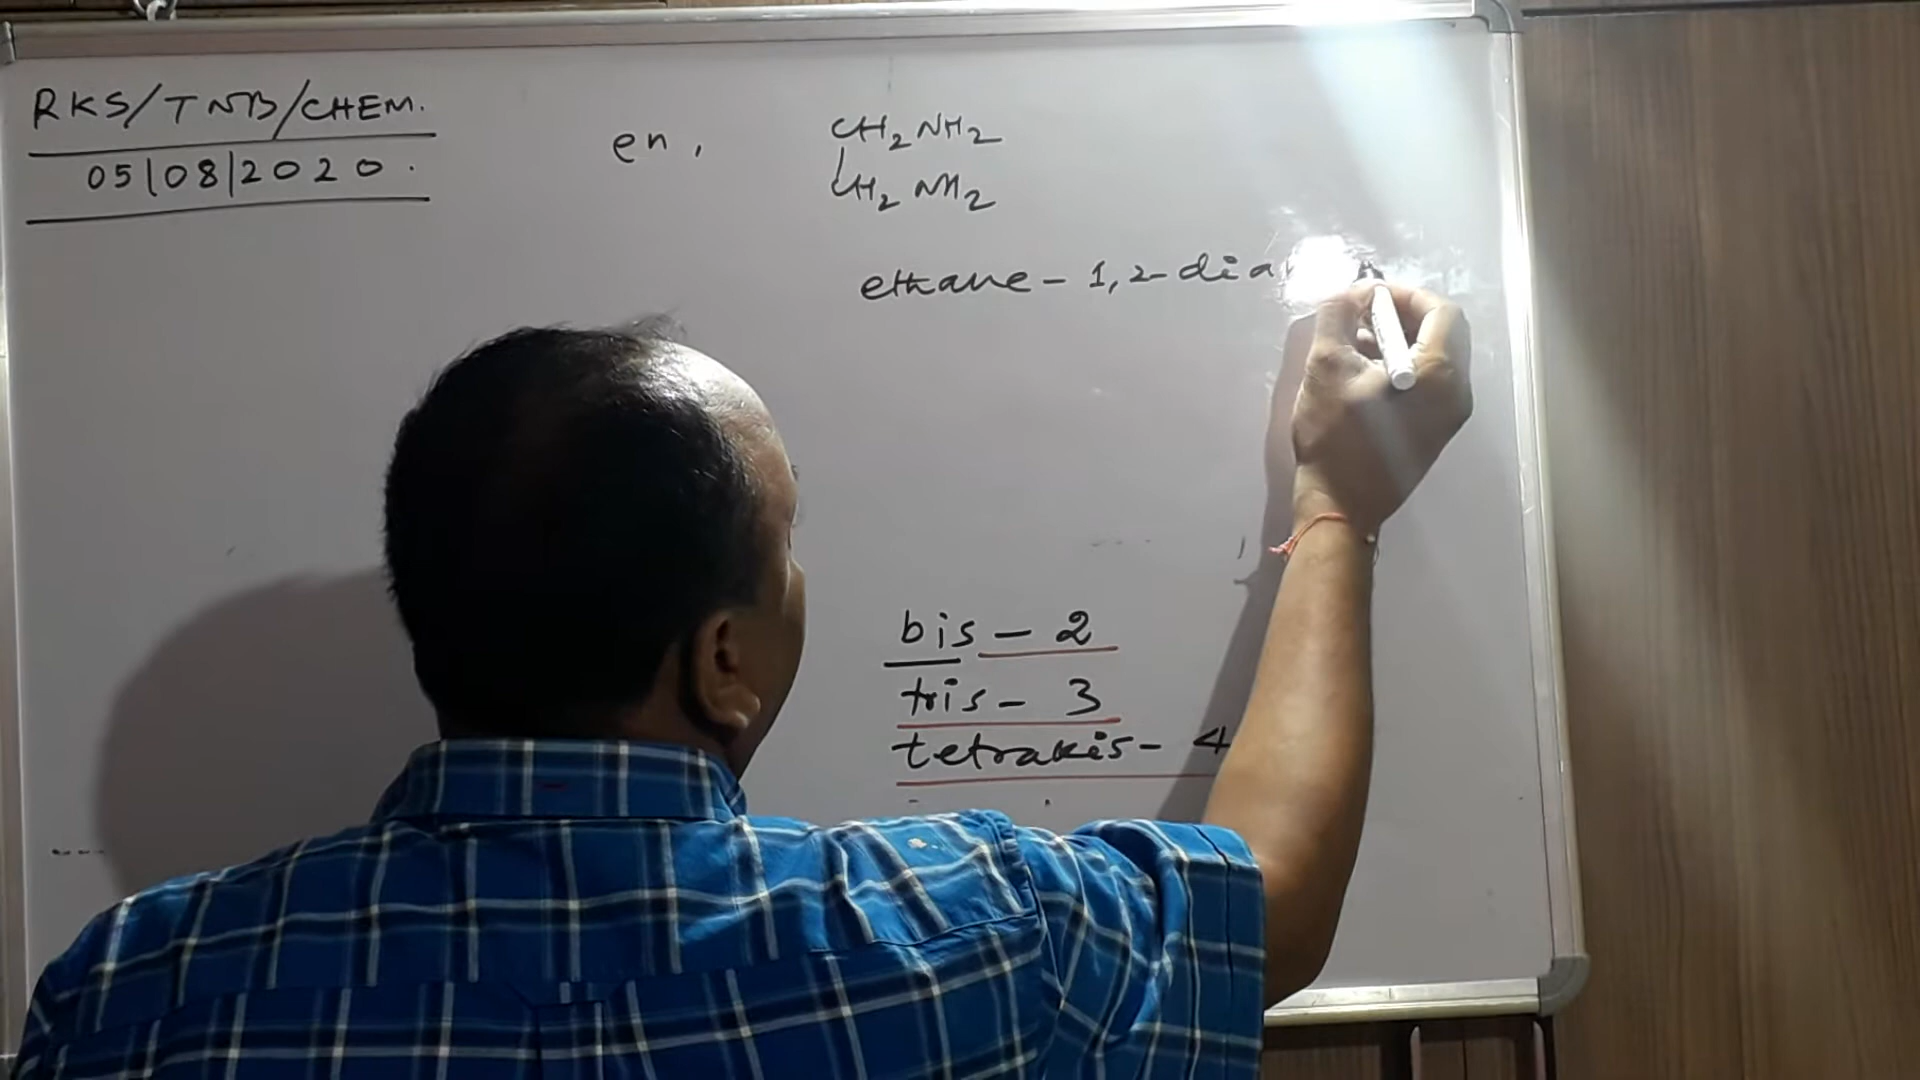 RKS/TNB/CHEM.
05/08/2020.
en,
CH2NH2
CH2NH2
ethane-1,2-dia
bis-2
tris-3
tetrakis-4